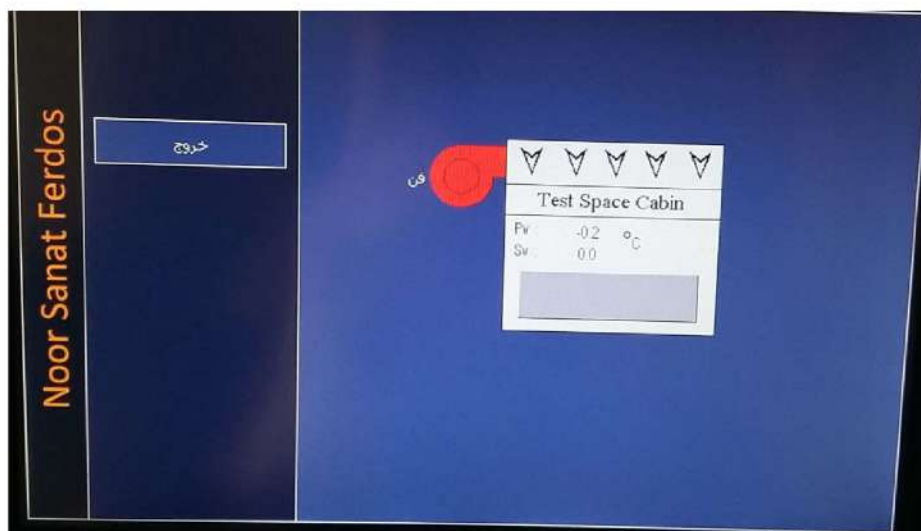 Noor Sanat Ferdos
خروج
فن
Test Space Cabin
Pv : -0.2 °C
Sv : 0.0